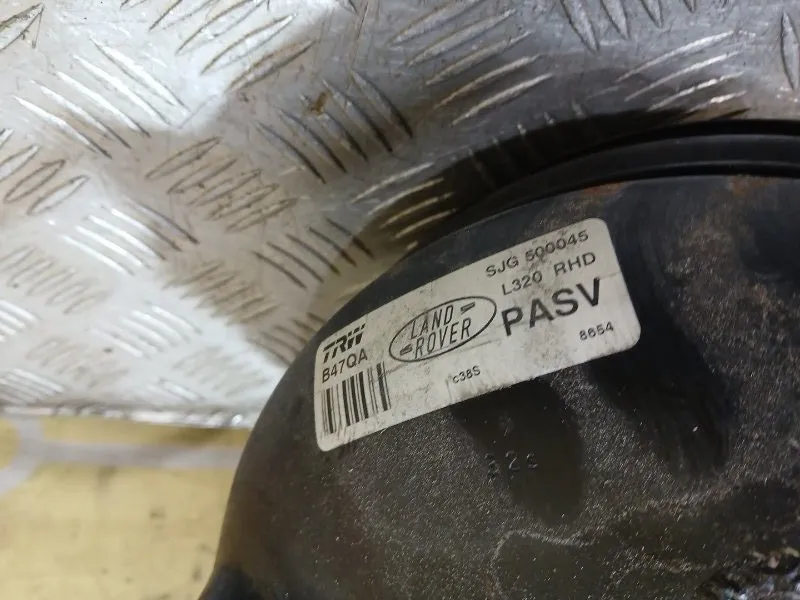 SJG 500045
L320 RHD
TRW
LAND
ROVER
PASV
B47QA
c38S
8654